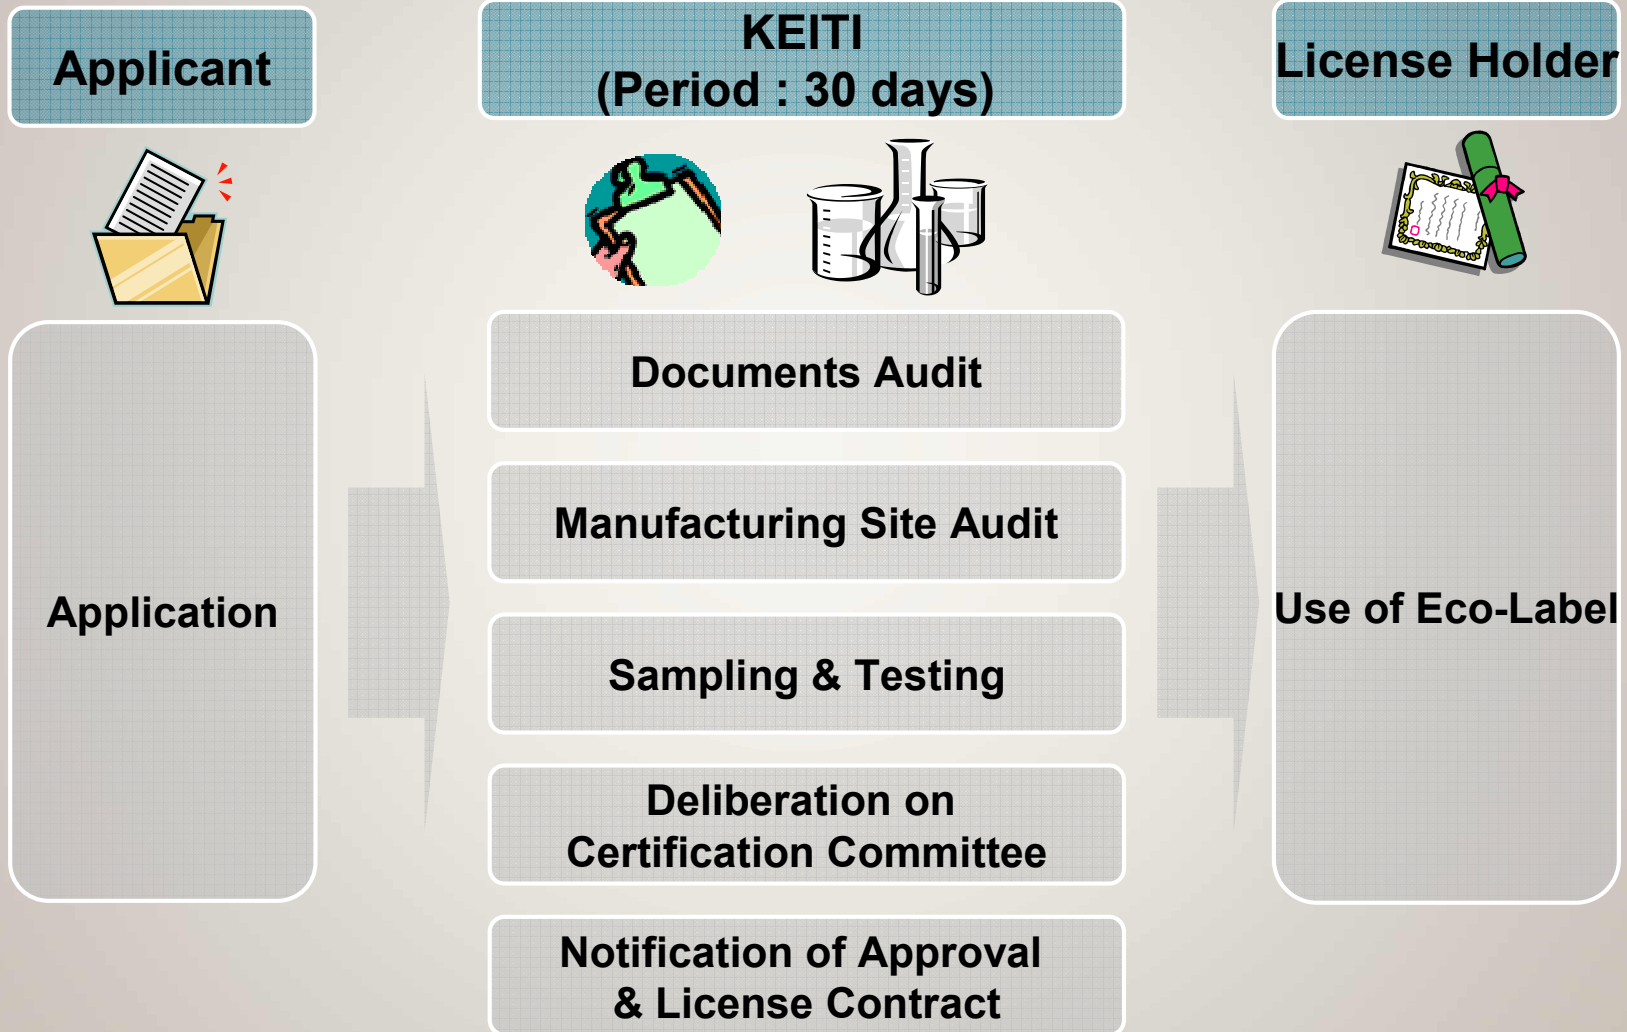 Applicant
KEITI
(Period : 30 days)
License Holder
Application
Documents Audit
Manufacturing Site Audit
Sampling & Testing
Deliberation on
Certification Committee
Notification of Approval
& License Contract
Use of Eco-Label